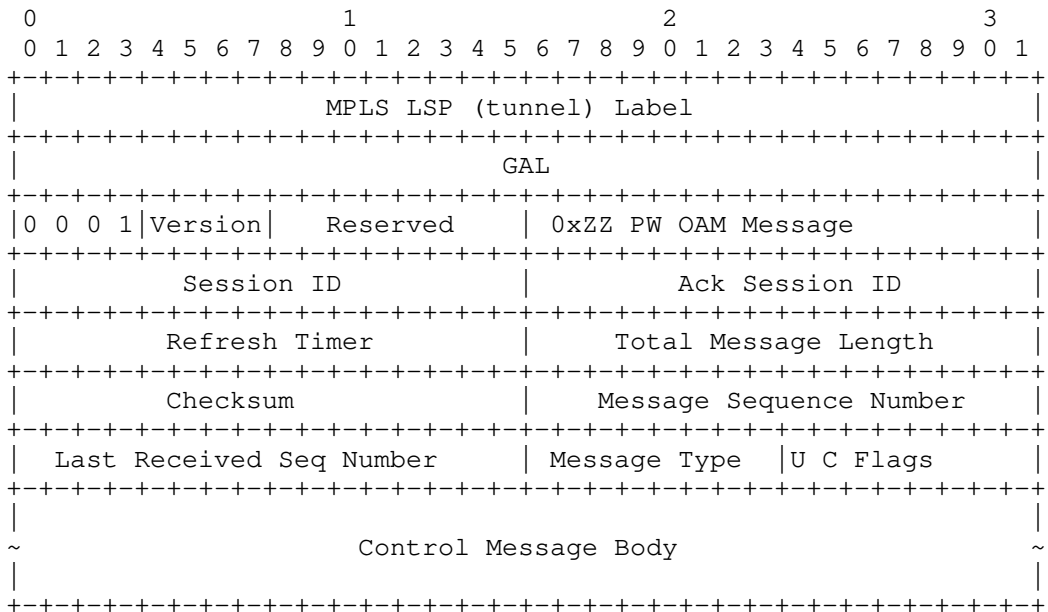 0                   1                   2                   3
 0 1 2 3 4 5 6 7 8 9 0 1 2 3 4 5 6 7 8 9 0 1 2 3 4 5 6 7 8 9 0 1
+-+-+-+-+-+-+-+-+-+-+-+-+-+-+-+-+-+-+-+-+-+-+-+-+-+-+-+-+-+-+-+-+
|                   MPLS LSP (tunnel) Label                     |
+-+-+-+-+-+-+-+-+-+-+-+-+-+-+-+-+-+-+-+-+-+-+-+-+-+-+-+-+-+-+-+-+
|                              GAL                              |
+-+-+-+-+-+-+-+-+-+-+-+-+-+-+-+-+-+-+-+-+-+-+-+-+-+-+-+-+-+-+-+-+
|0 0 0 1|Version|   Reserved    | 0xZZ PW OAM Message           |
+-+-+-+-+-+-+-+-+-+-+-+-+-+-+-+-+-+-+-+-+-+-+-+-+-+-+-+-+-+-+-+-+
|          Session ID           |         Ack Session ID        |
+-+-+-+-+-+-+-+-+-+-+-+-+-+-+-+-+-+-+-+-+-+-+-+-+-+-+-+-+-+-+-+-+
|         Refresh Timer         |     Total Message Length      |
+-+-+-+-+-+-+-+-+-+-+-+-+-+-+-+-+-+-+-+-+-+-+-+-+-+-+-+-+-+-+-+-+
|         Checksum              |    Message Sequence Number    |
+-+-+-+-+-+-+-+-+-+-+-+-+-+-+-+-+-+-+-+-+-+-+-+-+-+-+-+-+-+-+-+-+
|  Last Received Seq Number     | Message Type  |U C Flags      |
+-+-+-+-+-+-+-+-+-+-+-+-+-+-+-+-+-+-+-+-+-+-+-+-+-+-+-+-+-+-+-+-+
|                                                               |
~                     Control Message Body                      ~
|                                                               |
+-+-+-+-+-+-+-+-+-+-+-+-+-+-+-+-+-+-+-+-+-+-+-+-+-+-+-+-+-+-+-+-+